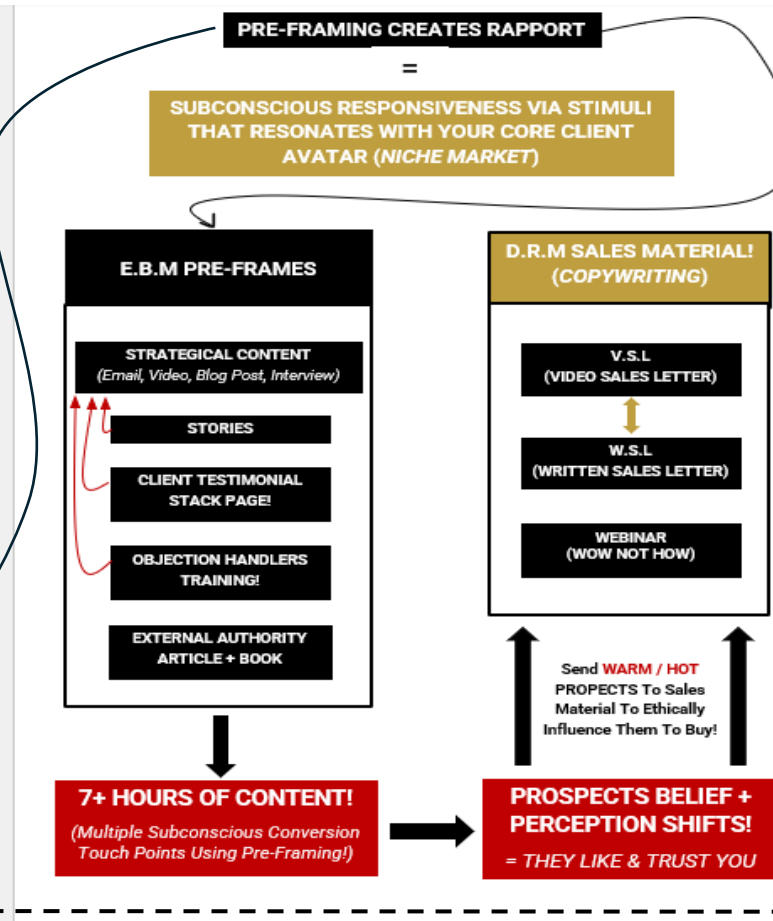 PRE-FRAMING CREATES RAPPORT
=
SUBCONSCIOUS RESPONSIVENESS VIA STIMULI
THAT RESONATES WITH YOUR CORE CLIENT
AVATAR (NICHE MARKET)
E.B.M PRE-FRAMES
STRATEGICAL CONTENT
(Email, Video, Blog Post, Interview)
STORIES
CLIENT TESTIMONIAL
STACK PAGE!
OBJECTION HANDLERS
TRAINING!
EXTERNAL AUTHORITY
ARTICLE + BOOK
7+ HOURS OF CONTENT!
(Multiple Subconscious Conversion
Touch Points Using Pre-Framing!)
D.R.M SALES MATERIAL!
(COPYWRITING)
V.S.L
(VIDEO SALES LETTER)
W.S.L
(WRITTEN SALES LETTER)
WEBINAR
(WOW NOT HOW)
Send WARM / HOT
PROPECTS To Sales
Material To Ethically
Influence Them To Buy!
PROSPECTS BELIEF +
PERCEPTION SHIFTS!
= THEY LIKE & TRUST YOU